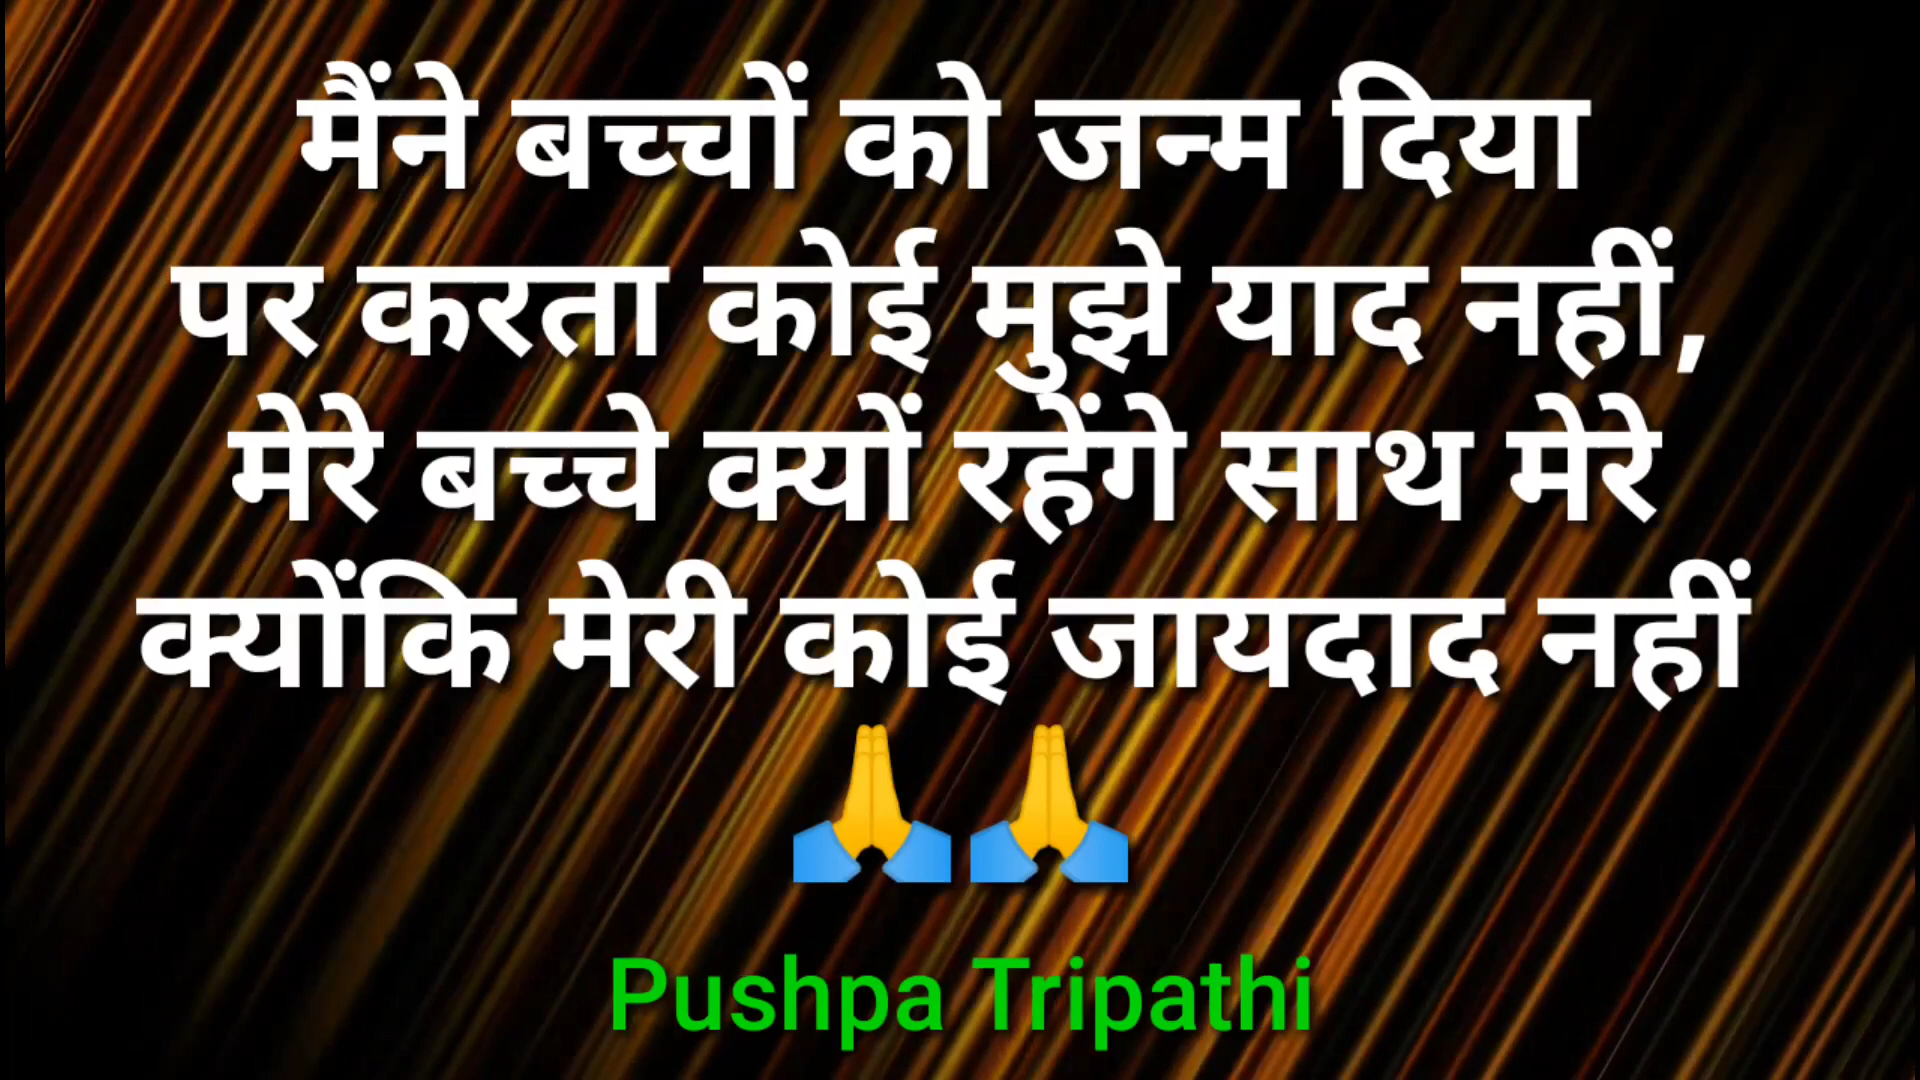 मैंने बच्चों को जन्म दिया
पर करता कोई मुझे याद नहीं,
मेरे बच्चे क्यों रहेंगे साथ मेरे
क्योंकि मेरी कोई जायदाद नहीं
🙏🙏
Pushpa Tripathi